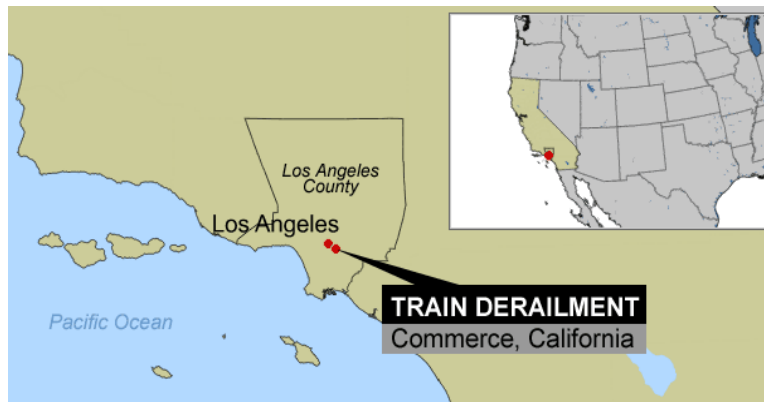 Los Angeles
County
Los Angeles
TRAIN DERAILMENT
Commerce, California
Pacific Ocean